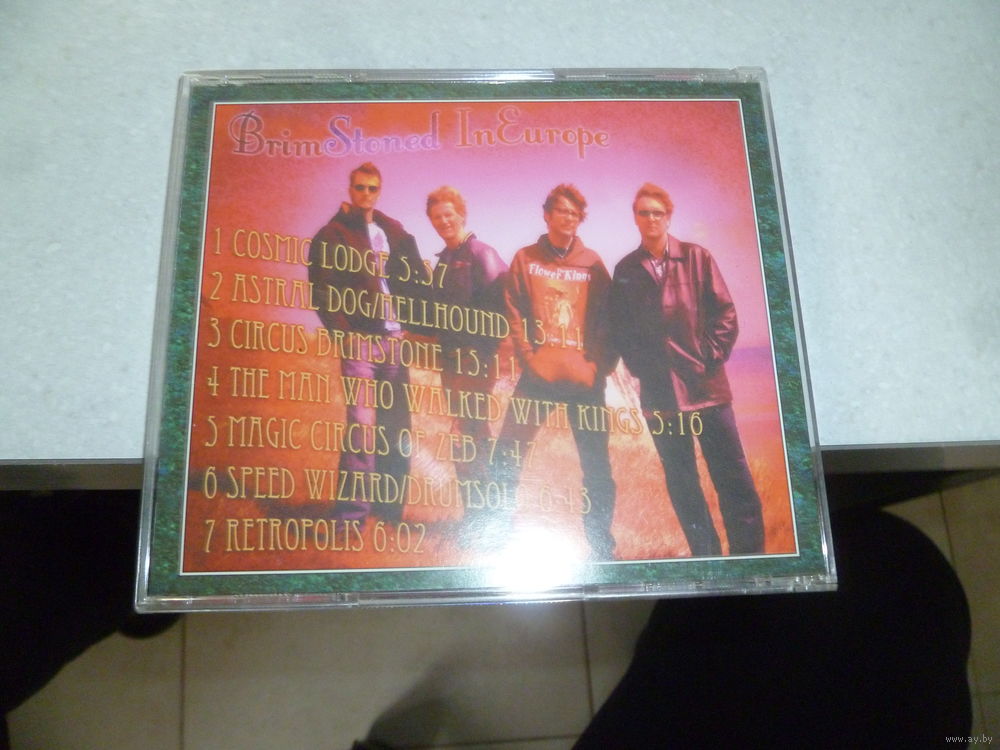 BrimStoned InEurope
Flower Kings
1 COSMIC LODGE 5:57
2 ASTRAL DOG/HELLHOUND 13:11
3 CIRCUS BRIMSTONE 15:11
4 THE MAN WHO WALKED WITH KINGS 5:16
5 MAGIC CIRCUS OF ZEB 7:47
6 SPEED WIZARD/DRUMSOLO 6:43
7 RETROPOLIS 6:02
www.ay.by